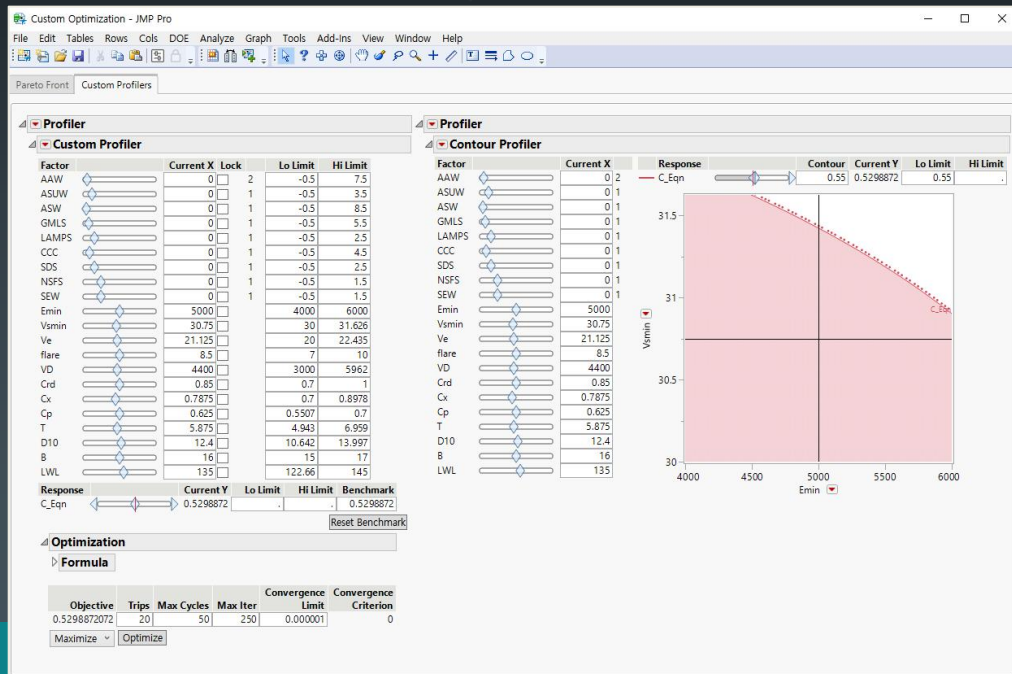 Custom Optimization - JMP Pro
File Edit Tables Rows Cols DOE Analyze Graph Tools Add-Ins View Window Help
Pareto Front Custom Profilers
Profiler
Custom Profiler
Factor Current X Lock Lo Limit Hi Limit
AAW 0 2 -0.5 7.5
ASUW 0 1 -0.5 3.5
ASW 0 1 -0.5 8.5
GMLS 0 1 -0.5 5.5
LAMPS 0 1 -0.5 2.5
CCC 0 1 -0.5 4.5
SDS 0 1 -0.5 2.5
NSFS 0 1 -0.5 1.5
SEW 0 1 -0.5 1.5
Emin 5000 4000 6000
Vsmin 30.75 30 31.626
Ve 21.125 20 22.435
flare 8.5 7 10
VD 4400 3000 5962
Crd 0.85 0.7 1
Cx 0.7875 0.7 0.8978
Cp 0.625 0.5507 0.7
T 5.875 4.943 6.959
D10 12.4 10.642 13.997
B 16 15 17
LWL 135 122.66 145
Response Current Y Lo Limit Hi Limit Benchmark
C_Eqn 0.5298872 . . 0.5298872
Reset Benchmark
Optimization
Formula
Objective Trips Max Cycles Max Iter Convergence Limit Convergence Criterion
0.5298872072 20 50 250 0.000001 0
Maximize Optimize
Profiler
Contour Profiler
Factor Current X
AAW 0 2
ASUW 0 1
ASW 0 1
GMLS 0 1
LAMPS 0 1
CCC 0 1
SDS 0 1
NSFS 0 1
SEW 0 1
Emin 5000
Vsmin 30.75
Ve 21.125
flare 8.5
VD 4400
Crd 0.85
Cx 0.7875
Cp 0.625
T 5.875
D10 12.4
B 16
LWL 135
Response Contour Current Y Lo Limit Hi Limit
C_Eqn 0.55 0.5298872 0.55 .
31.5
31
30.5
30
Vsmin
C_Eqn
4000 4500 5000 5500 6000
Emin